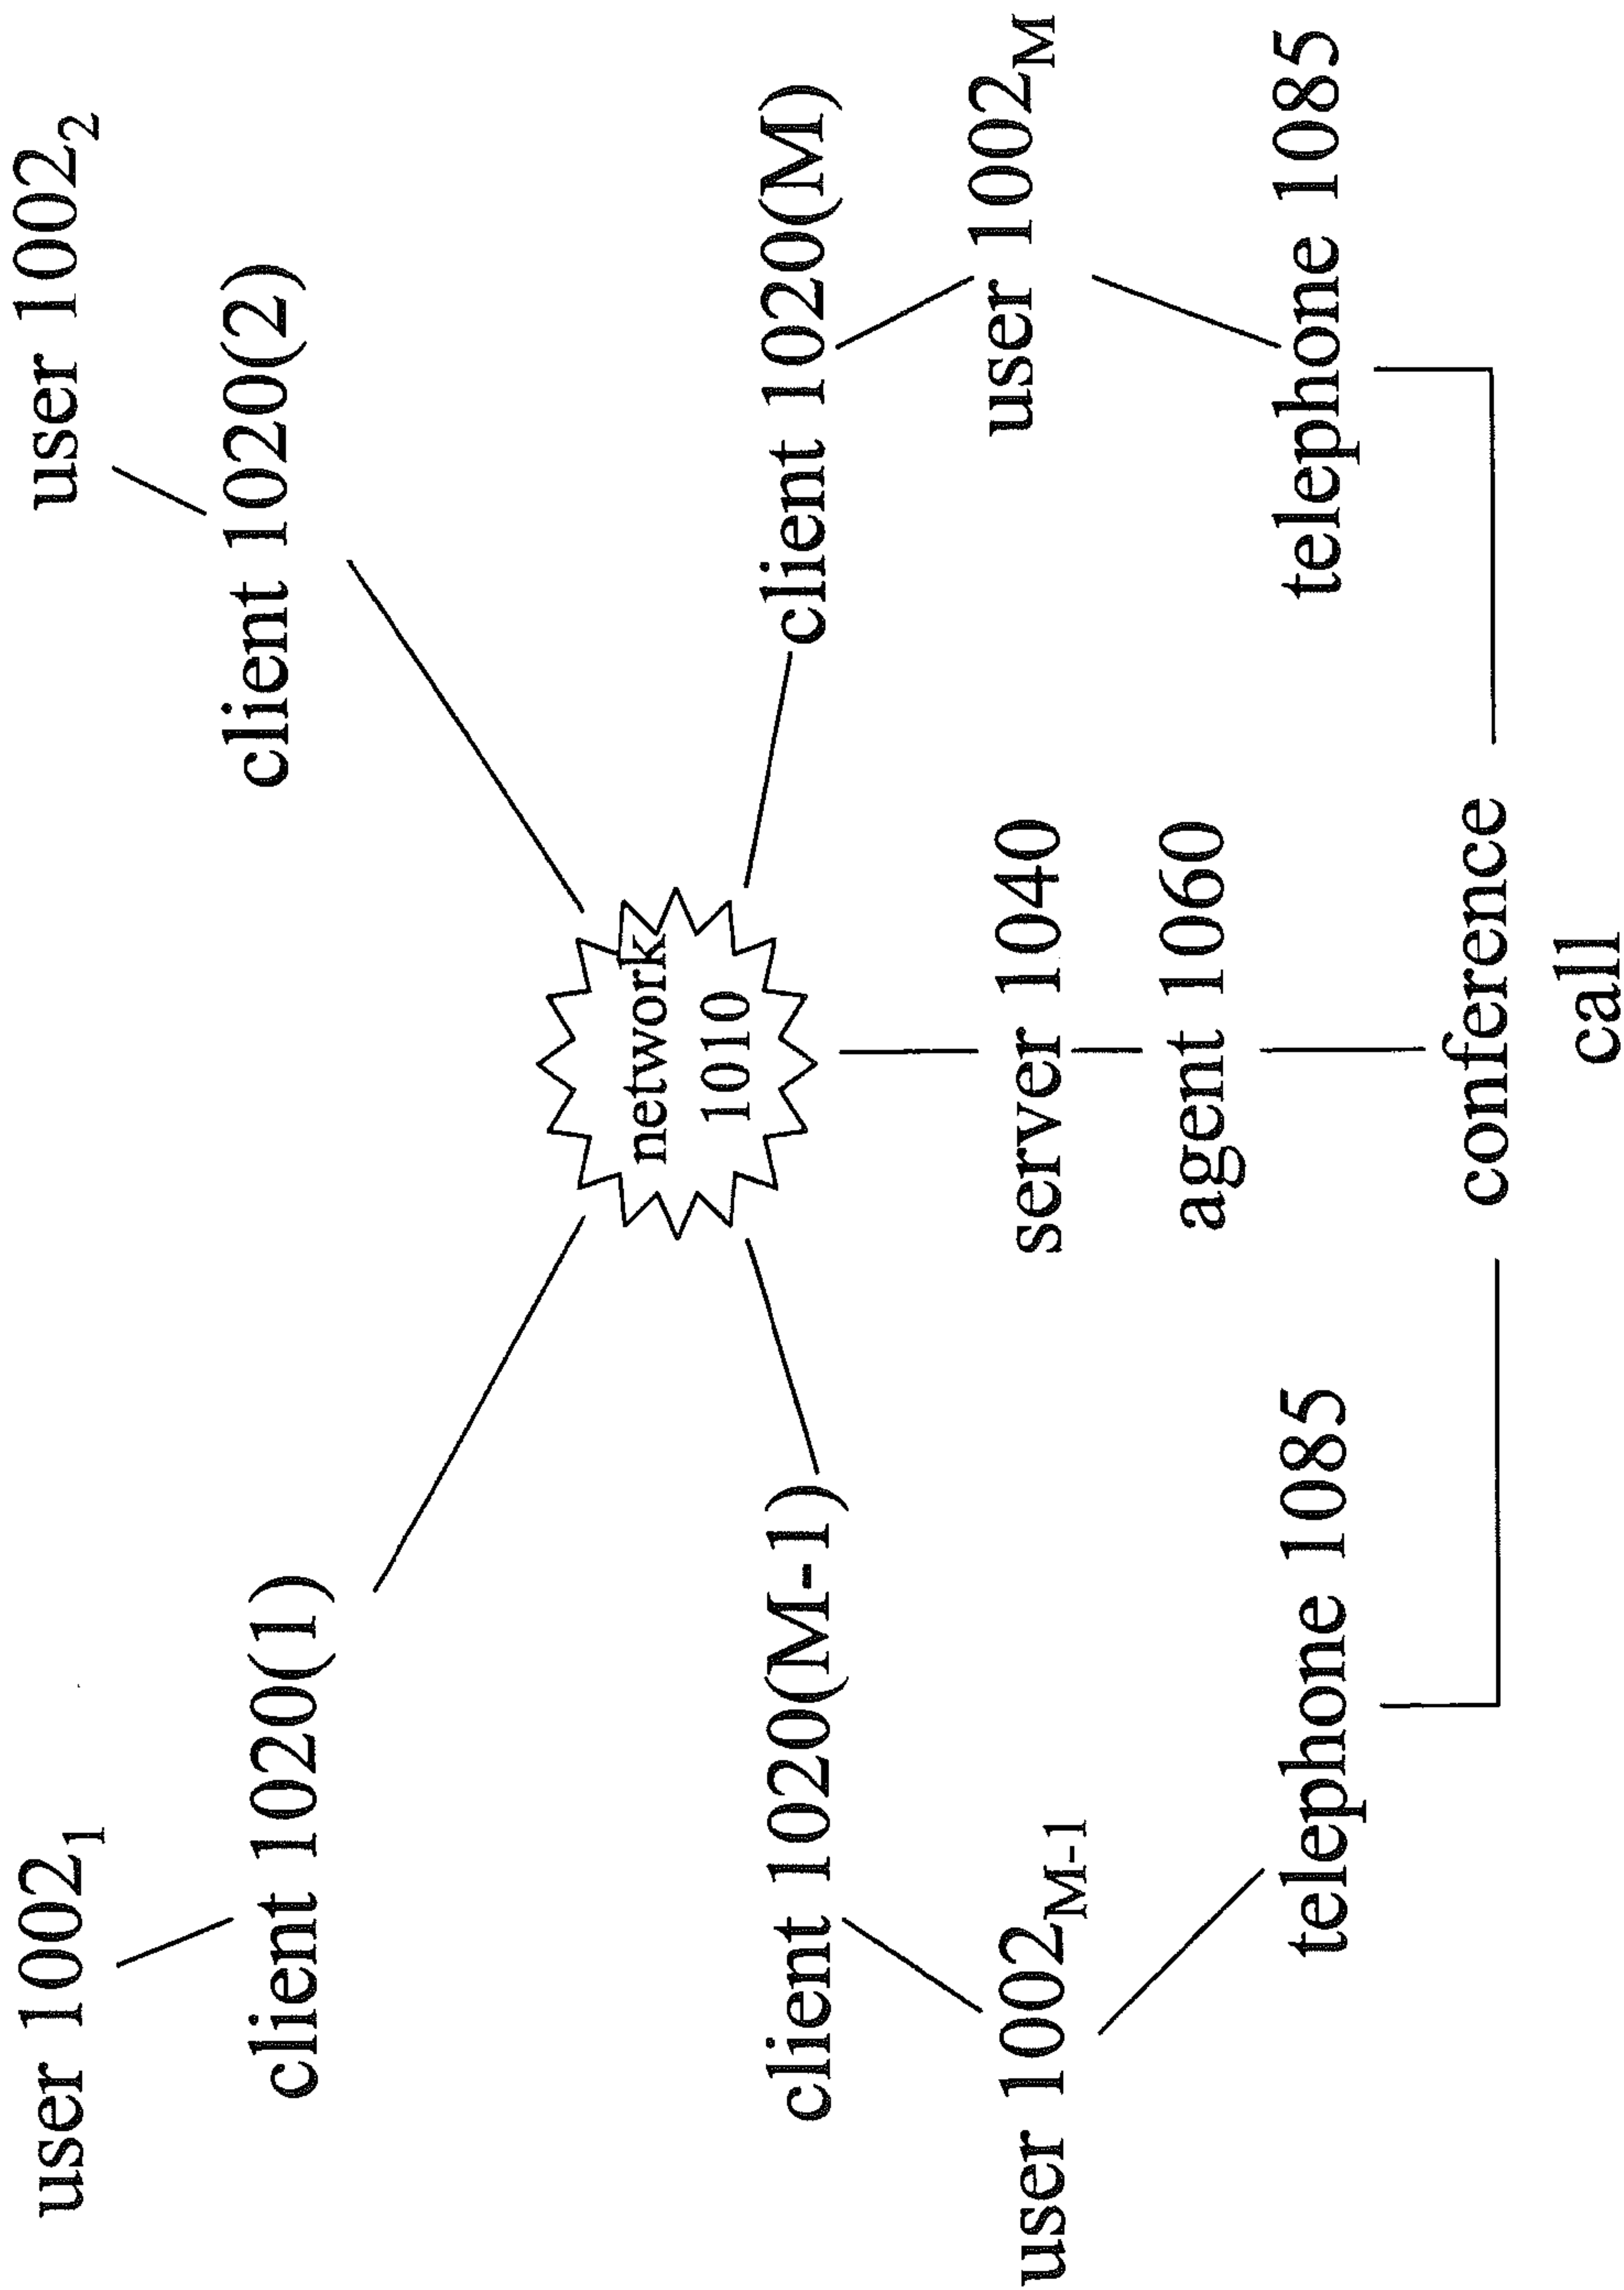 user 1002₁
user 1002₂
client 1020(1)
client 1020(2)
network
1010
client 1020(M-1)
client 1020(M)
user 1002M-1
server 1040
user 1002M
agent 1060
telephone 1085
telephone 1085
conference
call